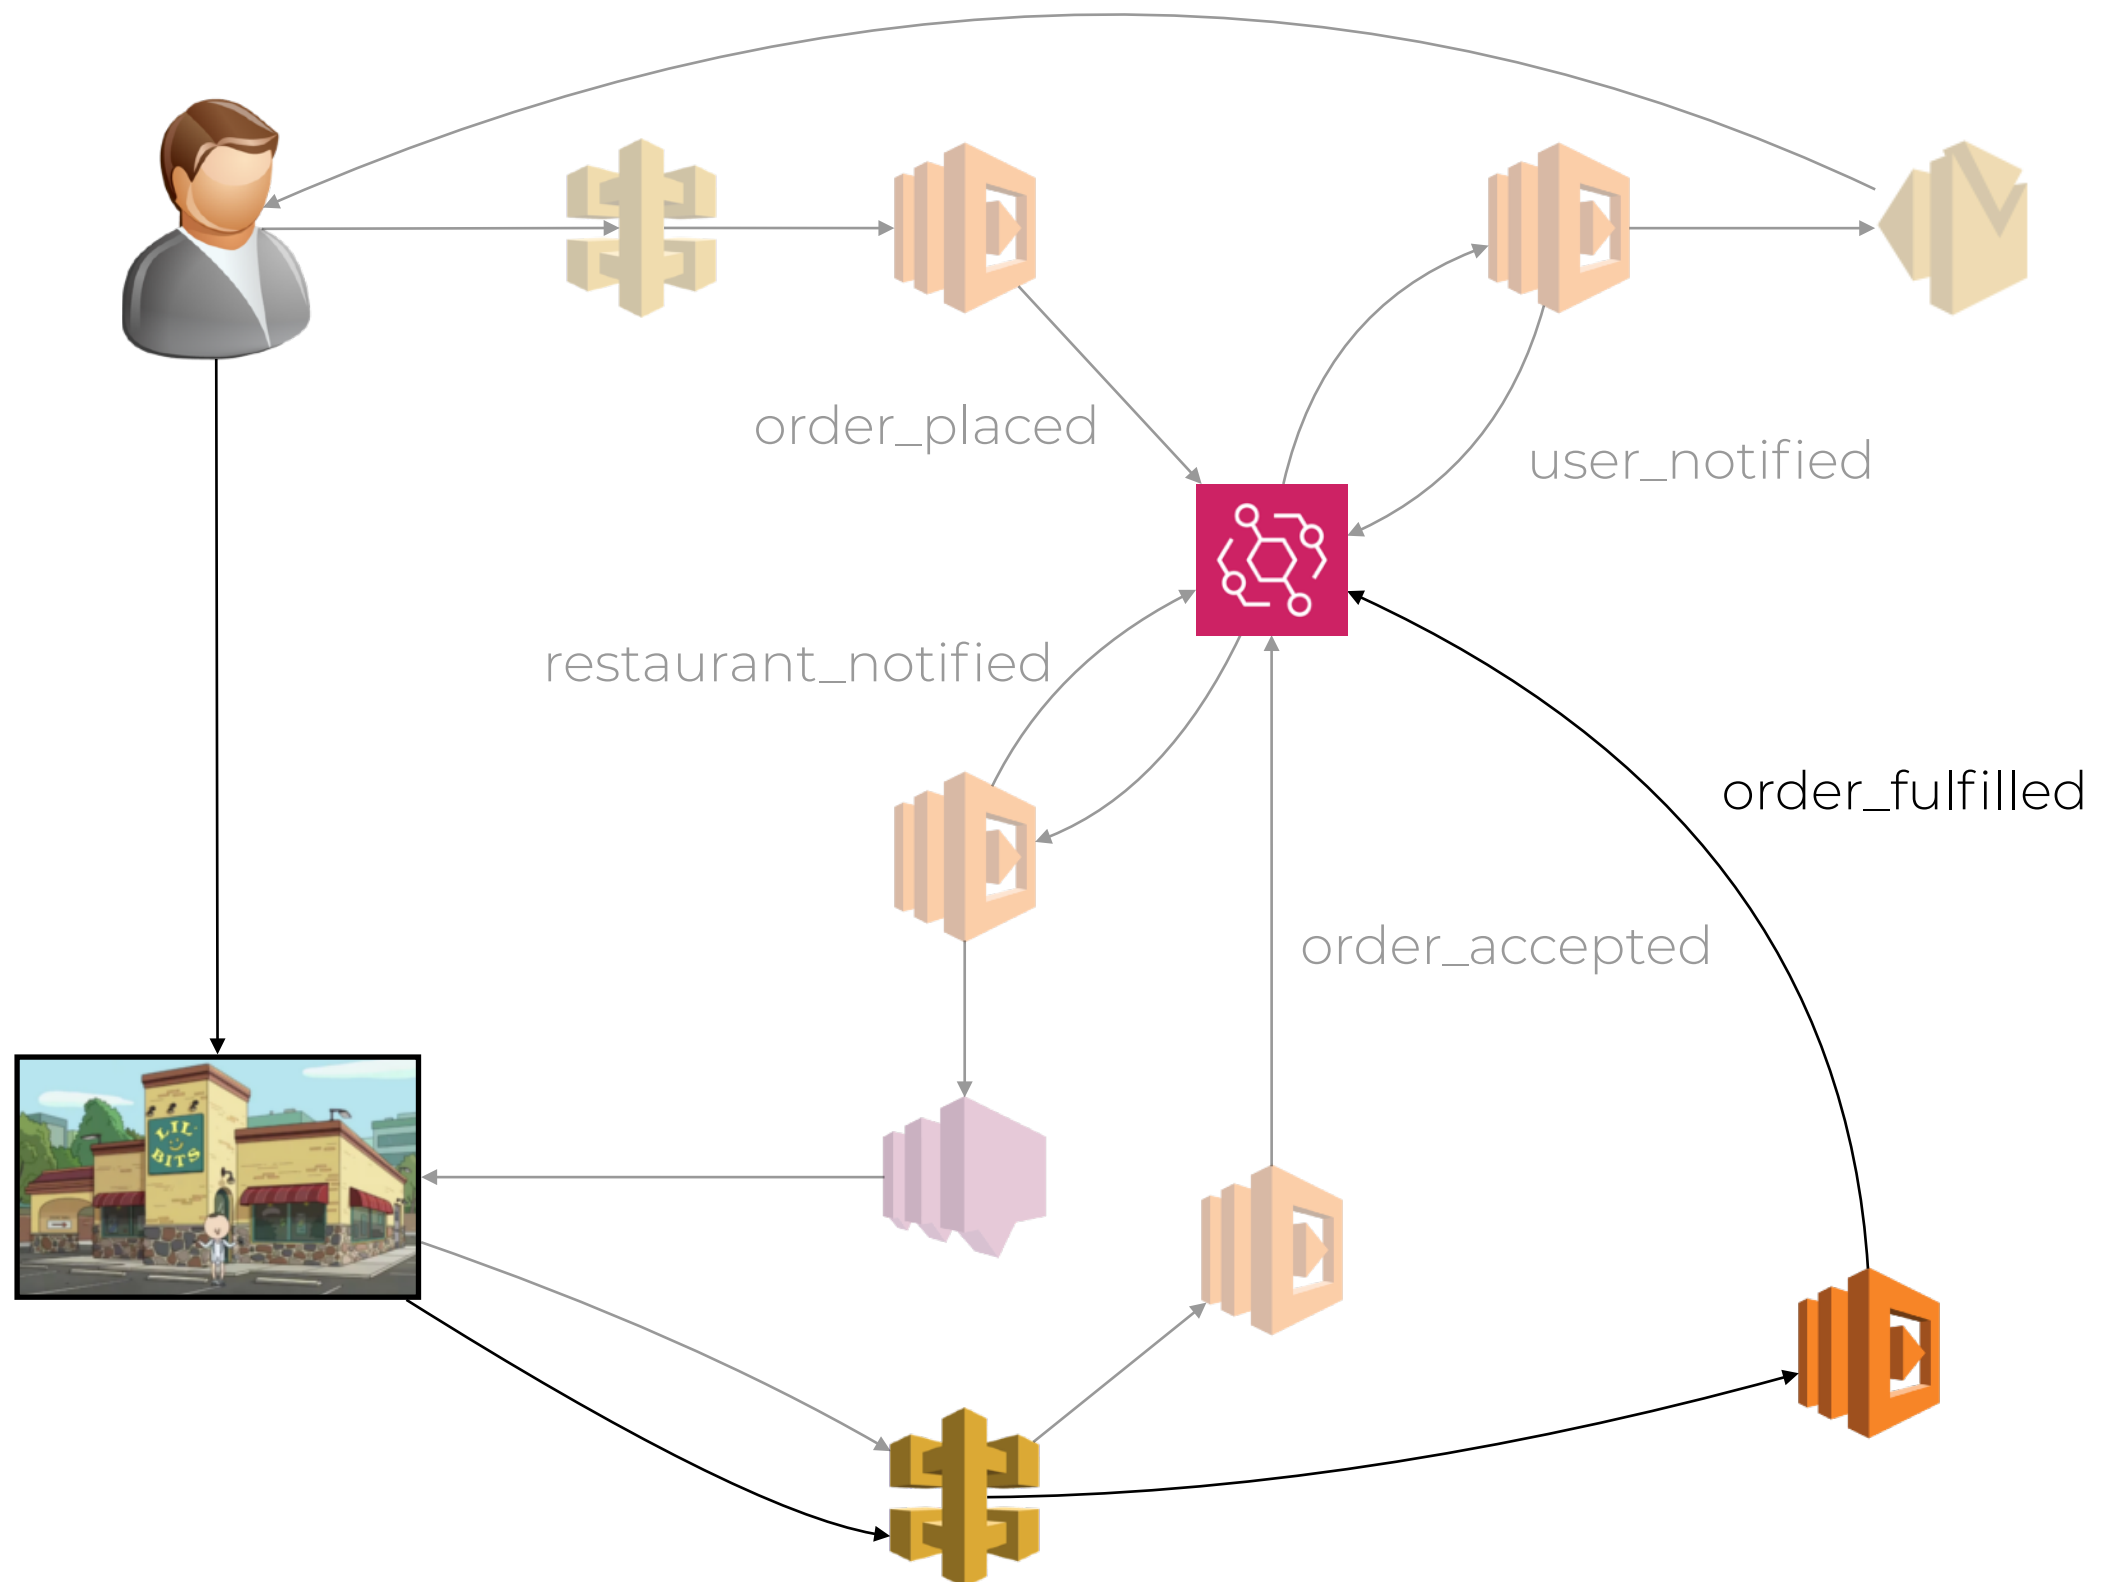 order_placed
user_notified
restaurant_notified
order_fulfilled
order_accepted
LIL'
BITS